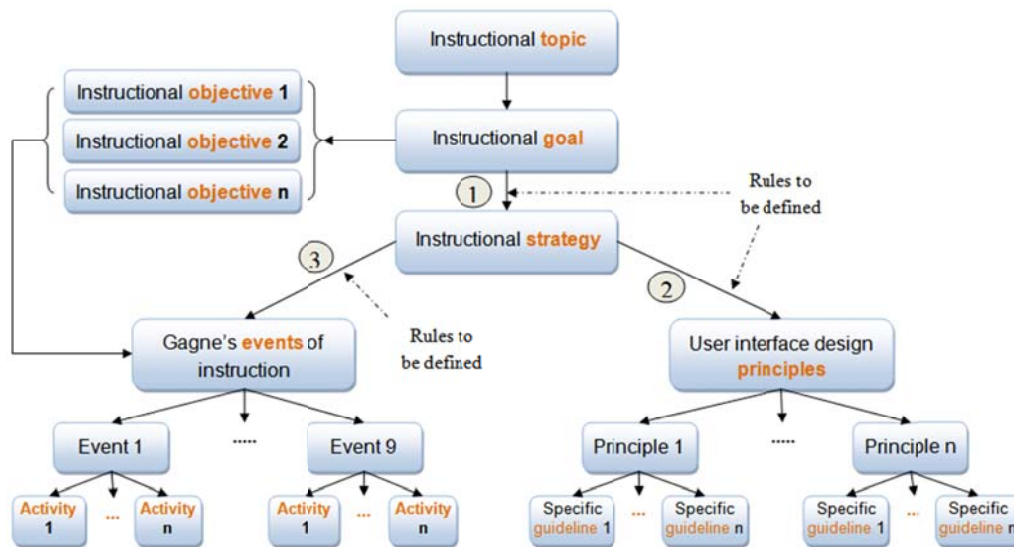 Instructional topic
Instructional objective 1
Instructional objective 2
Instructional objective n
Instructional goal
1
Rules to
be defined
Instructional strategy
3
2
Gagne's events of
instruction
Rules to
be defined
User interface design
principles
Event 1
.....
Event 9
Principle 1
.....
Principle n
Activity
1
...
Activity
n
Activity
1
...
Activity
n
Specific
guideline 1
...
Specific
guideline n
Specific
guideline 1
...
Specific
guideline n